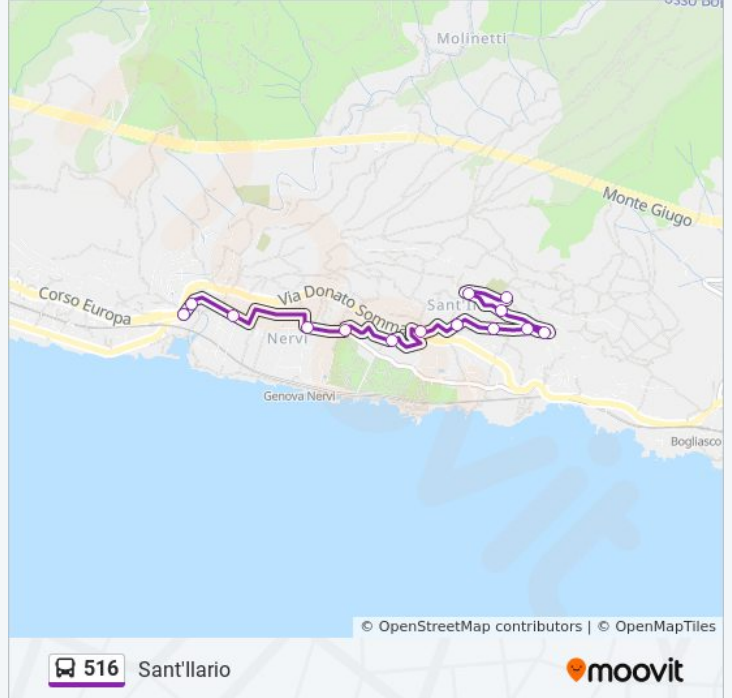 Molinetti
Monte Giugo
Corso Europa
Via Donato Somma
Sant'Il
Nervi
Genova Nervi
Bogliasco
© OpenStreetMap contributors | © OpenMapTiles
516 Sant'Ilario
moovit